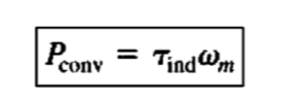 P_conv = τ_ind ω_m